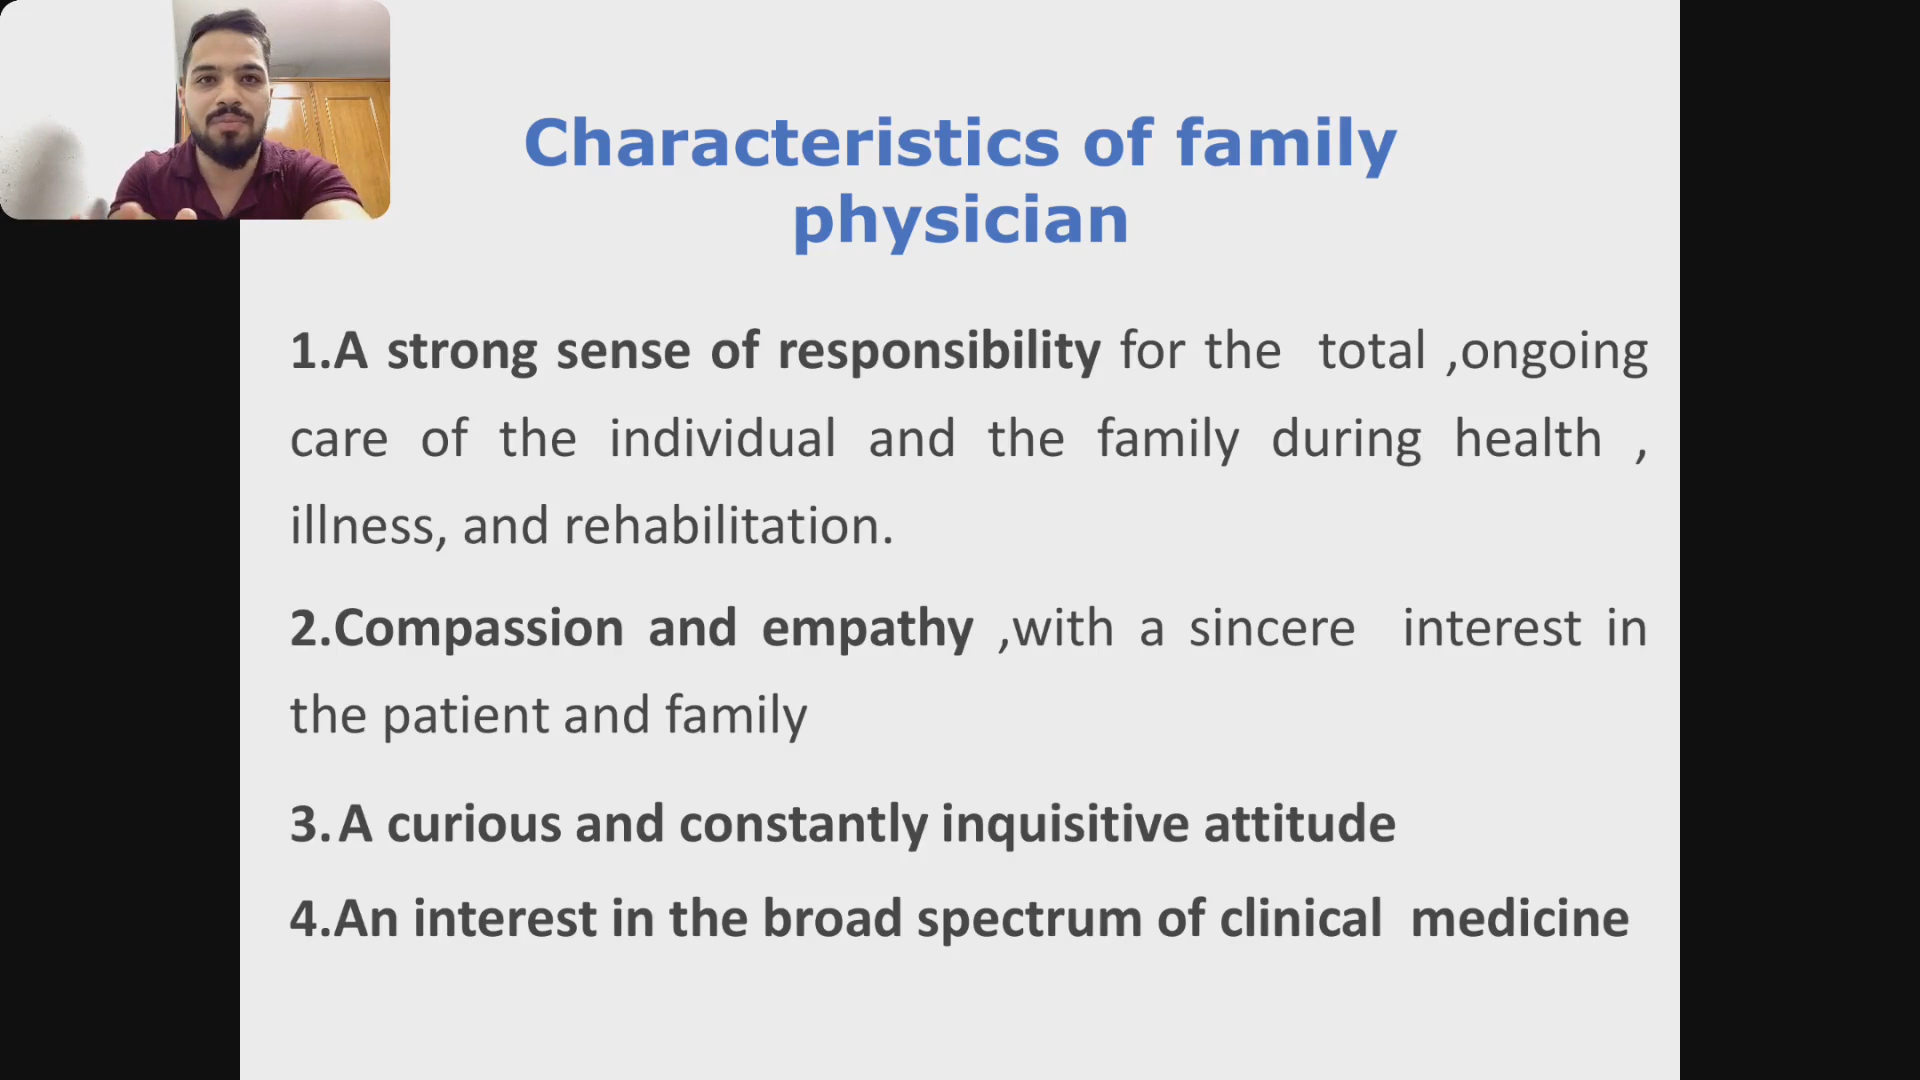 Characteristics of family
physician
1.A strong sense of responsibility for the total ,ongoing
care of the individual and the family during health ,
illness, and rehabilitation.
2.Compassion and empathy ,with a sincere interest in
the patient and family
3. A curious and constantly inquisitive attitude
4.An interest in the broad spectrum of clinical medicine